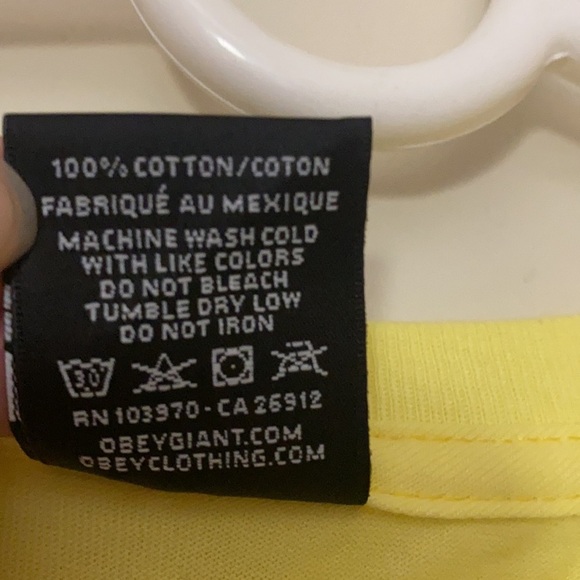 100% COTTON/COTON
FABRIQUÉ AU MEXIQUE
MACHINE WASH COLD
WITH LIKE COLORS
DO NOT BLEACH
TUMBLE DRY LOW
DO NOT IRON
30
RN 103970 - CA 26912
OBEYGIANT.COM
OBEYCLOTHING.COM